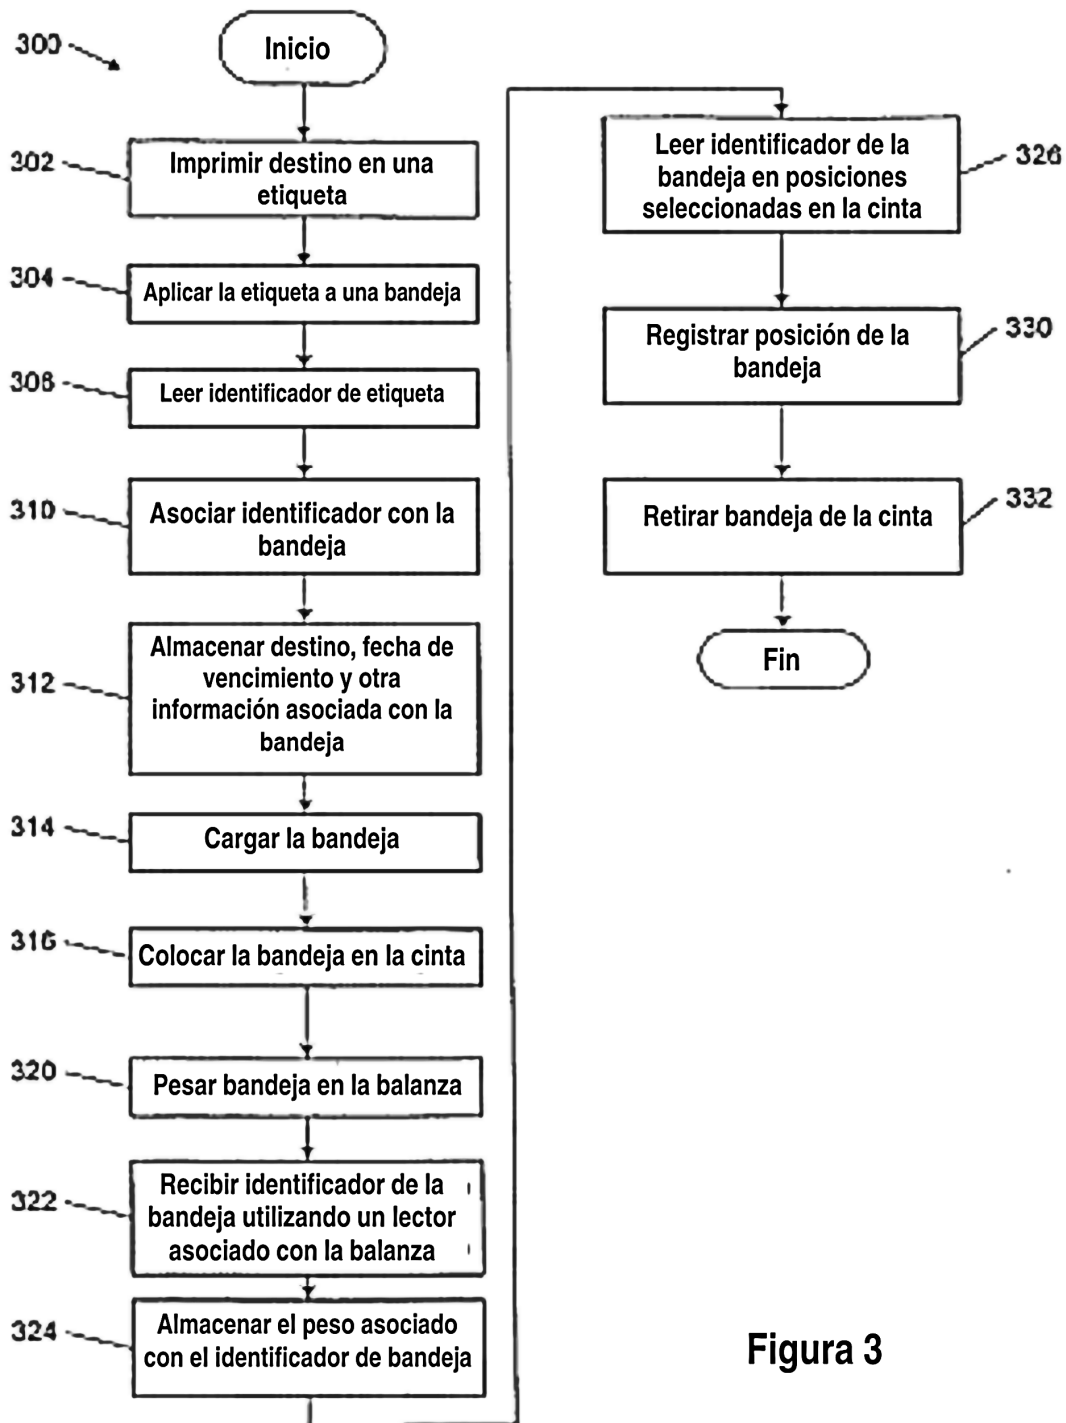 300
Inicio
302
Imprimir destino en una
etiqueta
304
Aplicar la etiqueta a una bandeja
308
Leer identificador de etiqueta
310
Asociar identificador con la
bandeja
312
Almacenar destino, fecha de
vencimiento y otra
información asociada con la
bandeja
314
Cargar la bandeja
316
Colocar la bandeja en la cinta
320
Pesar bandeja en la balanza
322
Recibir identificador de la
bandeja utilizando un lector
asociado con la balanza
324
Almacenar el peso asociado
con el identificador de bandeja
Leer identificador de la
bandeja en posiciones
seleccionadas en la cinta
326
Registrar posición de la
bandeja
330
Retirar bandeja de la cinta
332
Fin
Figura 3